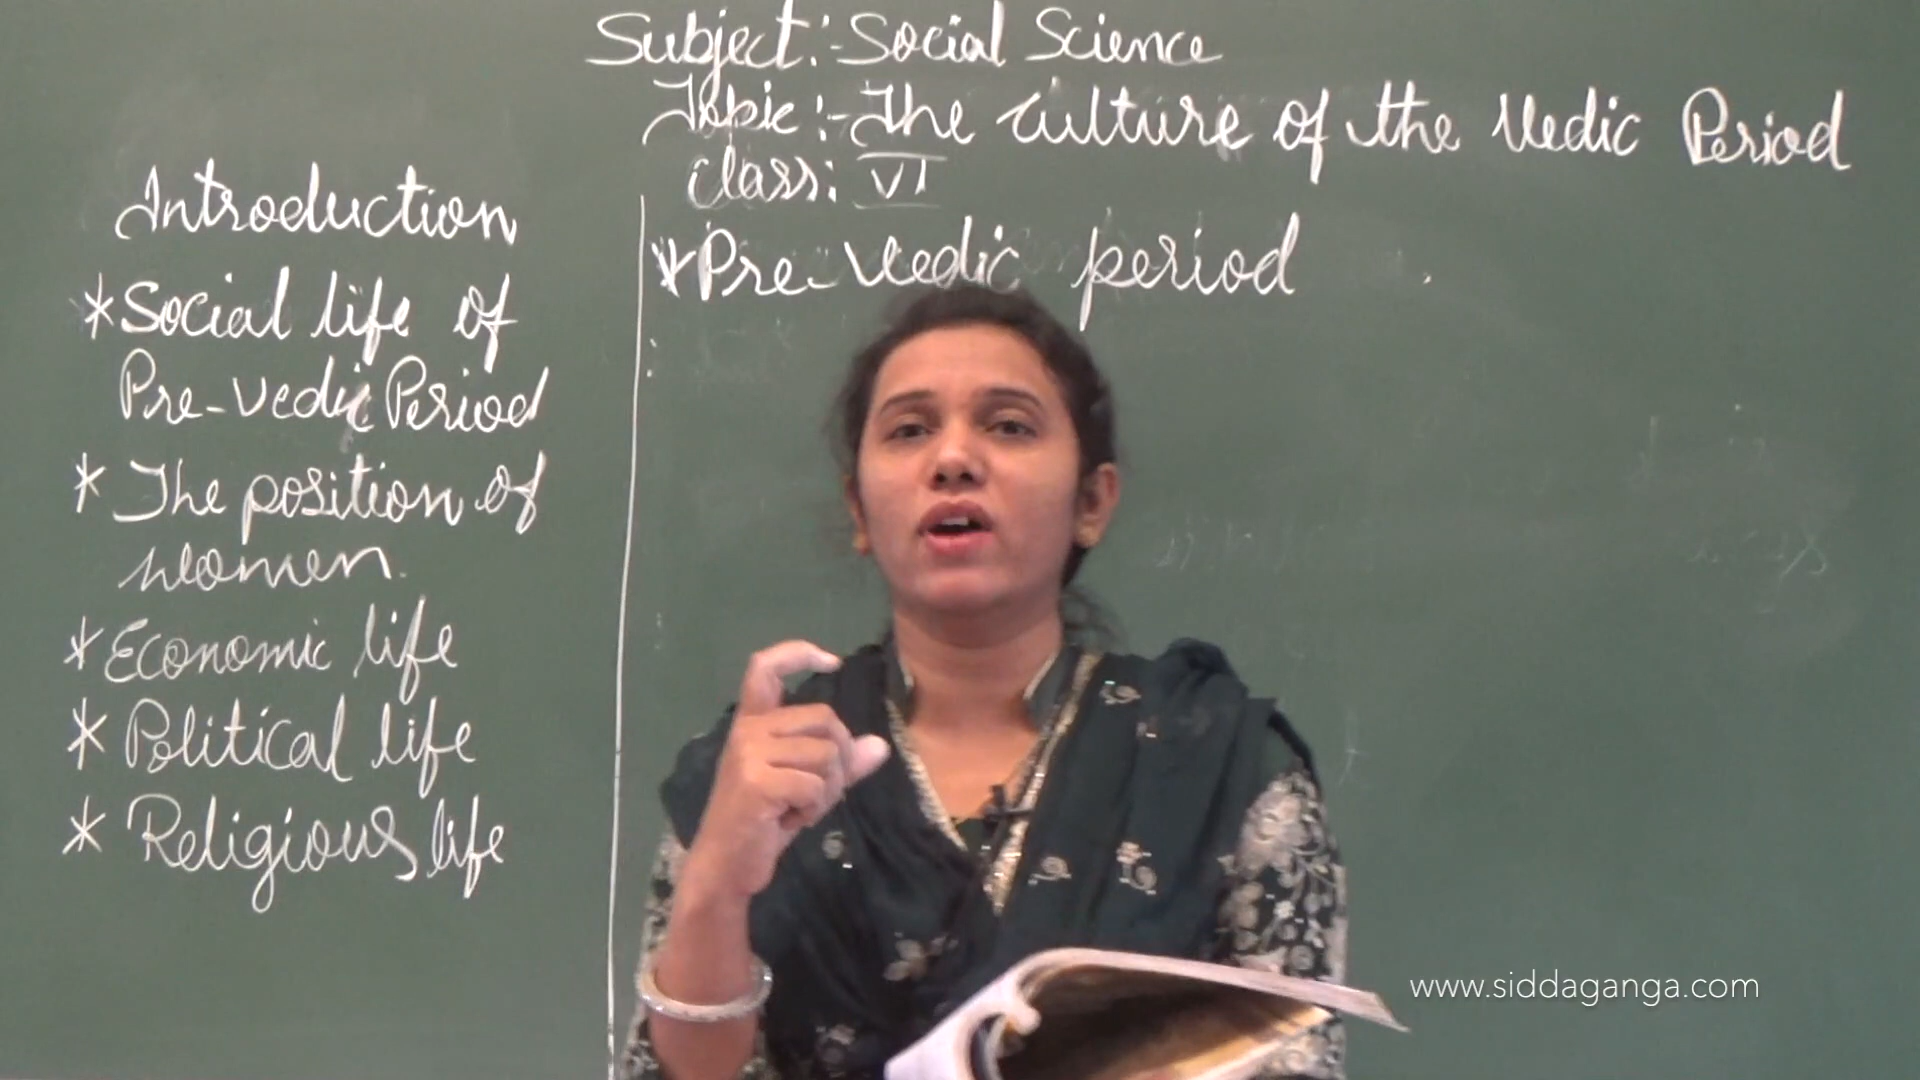 Subject:-Social Science
Topic:-The culture of the Vedic Period
class: VI
Introduction
*Social life of
Pre-vedic Period
* The position of
women.
*Economic life
* Political life
* Religious life
*Pre-Vedic period
www.siddaganga.com